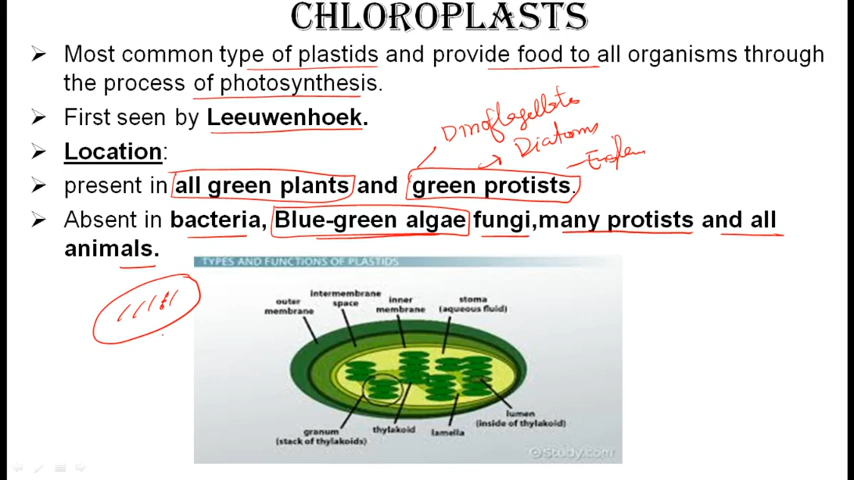 CHLOROPLASTS
➤ Most common type of plastids and provide food to all organisms through
the process of photosynthesis.
➤ First seen by Leeuwenhoek.
Dinoflagellates
Diatoms
➤ Location:
➤ present in all green plants and green protists.
➤ Absent in bacteria, Blue-green algae fungi,many protists and all
animals.
TYPES AND FUNCTIONS OF PLASTIDS
outer
membrane
intermembrane
space
inner
membrane
stoma
(aqueous fluid)
granum
(stack of thylakoids)
thylakoid
lamella
lumen
(inside of thylakoid)
©Study.com